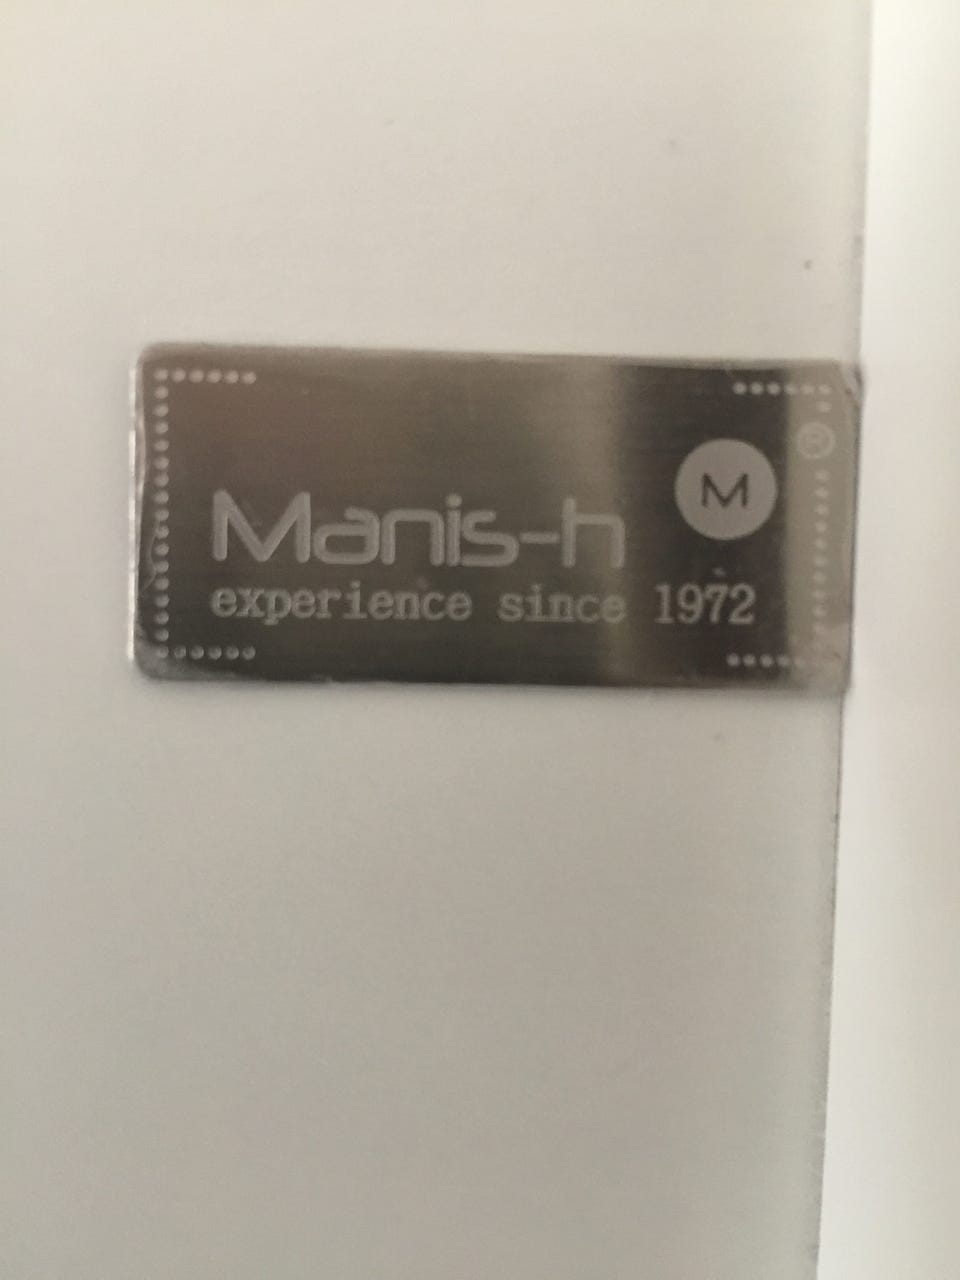 Manis-h
M
®
experience since 1972